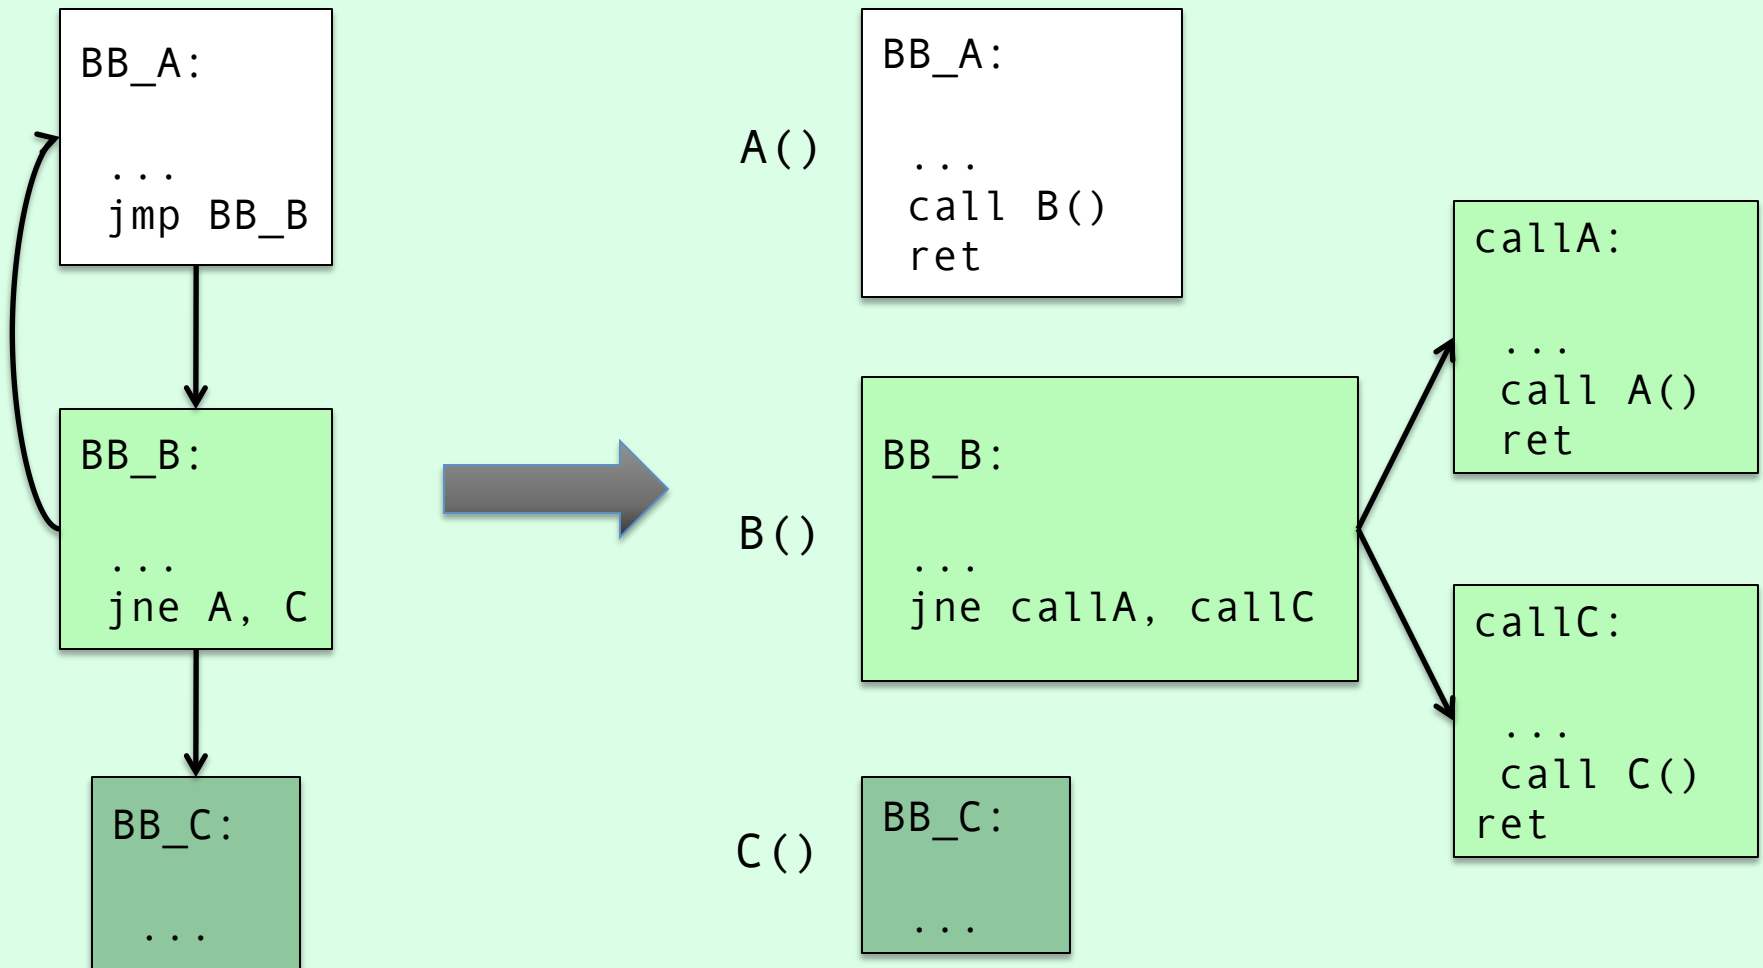 BB_A:
...
jmp BB_B
BB_B:
...
jne A, C
BB_C:
...
A()
BB_A:
...
call B()
ret
B()
BB_B:
...
jne callA, callC
C()
BB_C:
...
callA:
...
call A()
ret
callC:
...
call C()
ret